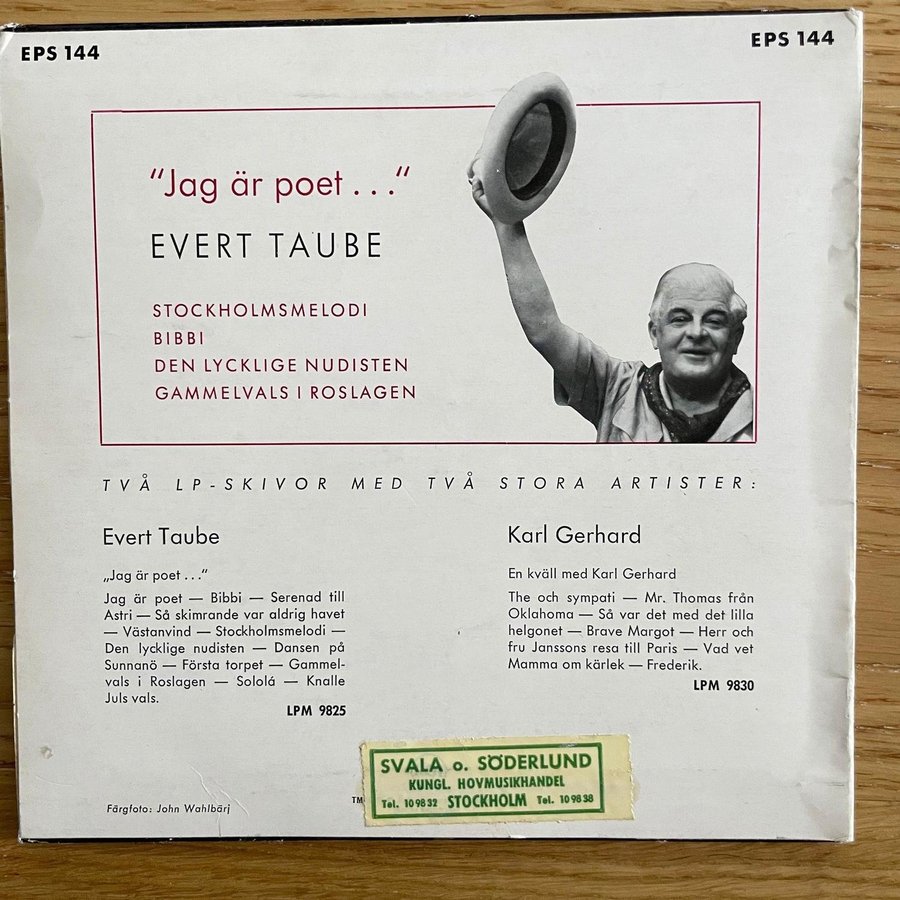 EPS 144
EPS 144
"Jag är poet . . ."
EVERT TAUBE
STOCKHOLMSMELODI
BIBBI
DEN LYCKLIGE NUDISTEN
GAMMELVALS I ROSLAGEN
TVÅ LP-SKIVOR MED TVÅ STORA ARTISTER:
Evert Taube
„Jag är poet . . ."
Jag är poet — Bibbi — Serenad till
Astri — Så skimrande var aldrig havet
— Västanvind — Stockholmsmelodi —
Den lycklige nudisten — Dansen på
Sunnanö — Första torpet — Gammel-
vals i Roslagen — Sololá — Knalle
Juls vals.
LPM 9825
Karl Gerhard
En kväll med Karl Gerhard
The och sympati — Mr. Thomas från
Oklahoma — Så var det med det lilla
helgonet — Brave Margot — Herr och
fru Janssons resa till Paris — Vad vet
Mamma om kärlek — Frederik.
LPM 9830
Färgfoto: John Wahlbärj
TM
SVALA o. SÖDERLUND
KUNGL. HOVMUSIKHANDEL
Tel. 10 98 32 STOCKHOLM Tel. 10 98 38